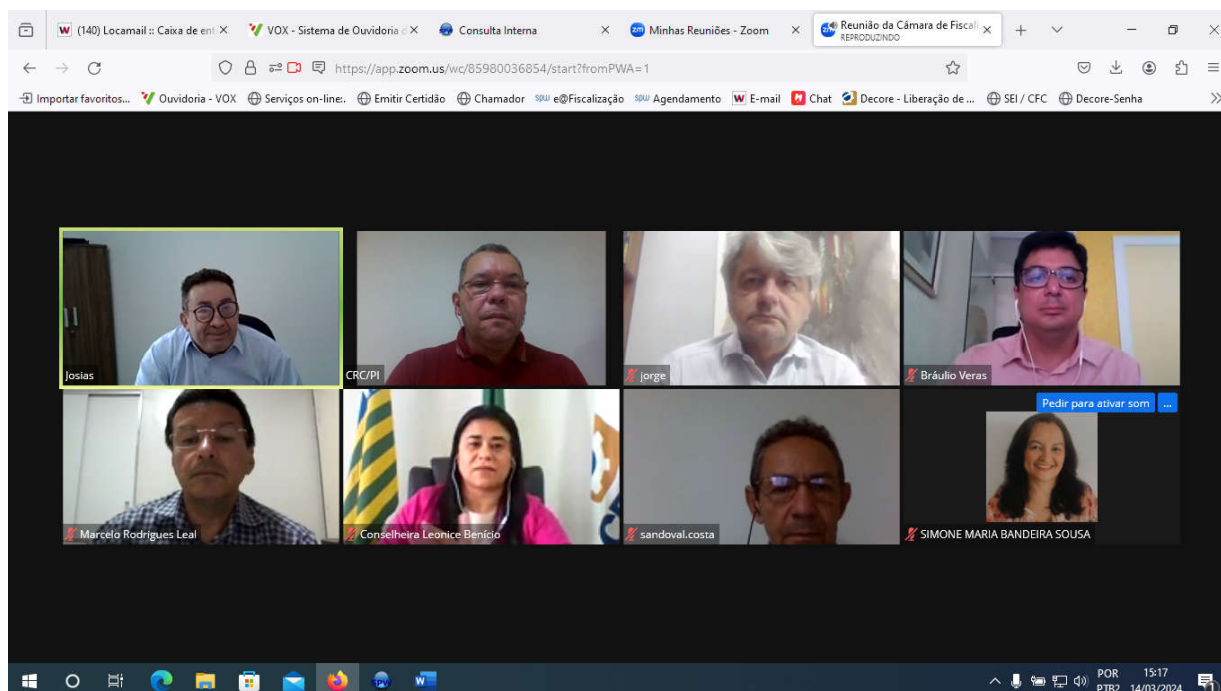 (140) Locamail :: Caixa de ent
VOX - Sistema de Ouvidoria d
Consulta Interna
Minhas Reuniões - Zoom
Reunião da Câmara de Fiscali
REPRODUZINDO
https://app.zoom.us/wc/85980036854/start?fromPWA=1
Importar favoritos...
Ouvidoria - VOX
Serviços on-line:.
Emitir Certidão
Chamador
spw e@Fiscalização
spw Agendamento
E-mail
Chat
Decore - Liberação de ...
SEI / CFC
Decore-Senha
Josias
CRC/PI
jorge
Bráulio Veras
Pedir para ativar som ...
Marcelo Rodrigues Leal
Conselheira Leonice Benício
sandoval.costa
SIMONE MARIA BANDEIRA SOUSA
POR
15:17
PTB2
14/03/2024